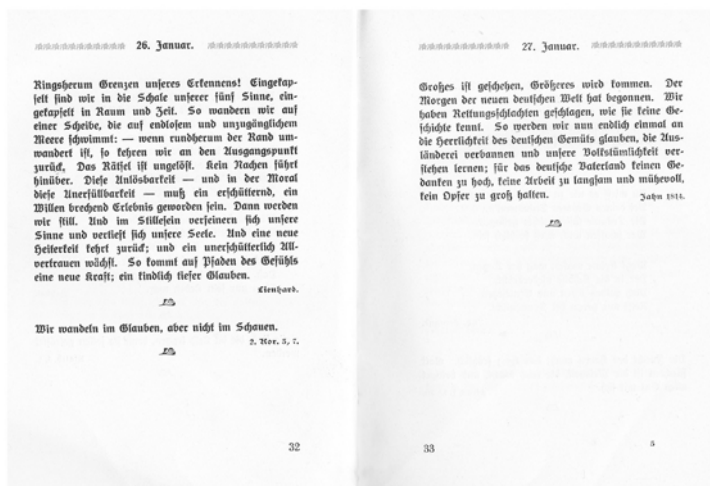 26. Januar.
Ringsherum Grenzen unseres Erkennens! Eingekap-
selt sind wir in die Schale unserer fünf Sinne, ein-
gekapselt in Raum und Zeit. So wandern wir auf
einer Scheibe, die auf endlosem und unzugänglichem
Meere schwimmt: — wenn rundherum der Rand um-
wandert ist, so kehren wir an den Ausgangspunkt
zurück. Das Rätsel ist ungelöst. Kein Nachen führt
hinüber. Diese Unlösbarkeit — und in der Moral
diese Unerfüllbarkeit — muß ein erschütternd, ein
Willen brechend Erlebnis geworden sein. Dann werden
wir still. Und im Stillesein verfeinern sich unsere
Sinne und vertieft sich unsere Seele. Und eine neue
Heiterkeit kehrt zurück; und ein unerschütterlich All-
vertrauen wächst. So kommt auf Pfaden des Gefühls
eine neue Kraft; ein kindlich tiefer Glauben.
Lienhard.
Wir wandeln im Glauben, aber nicht im Schauen.
2. Kor. 5, 7.
32
27. Januar.
Großes ist geschehen, Größeres wird kommen. Der
Morgen der neuen deutschen Welt hat begonnen. Wir
haben Rettungsschlachten geschlagen, wie sie keine Ge-
schichte kennt. So werden wir nun endlich einmal an
die Herrlichkeit des deutschen Gemüts glauben, die Aus-
länderei verbannen und unsere Volkstümlichkeit ver-
stehen lernen; für das deutsche Vaterland keinen Ge-
danken zu hoch, keine Arbeit zu langsam und mühevoll,
kein Opfer zu groß halten.
Jahn 1814.
33
5